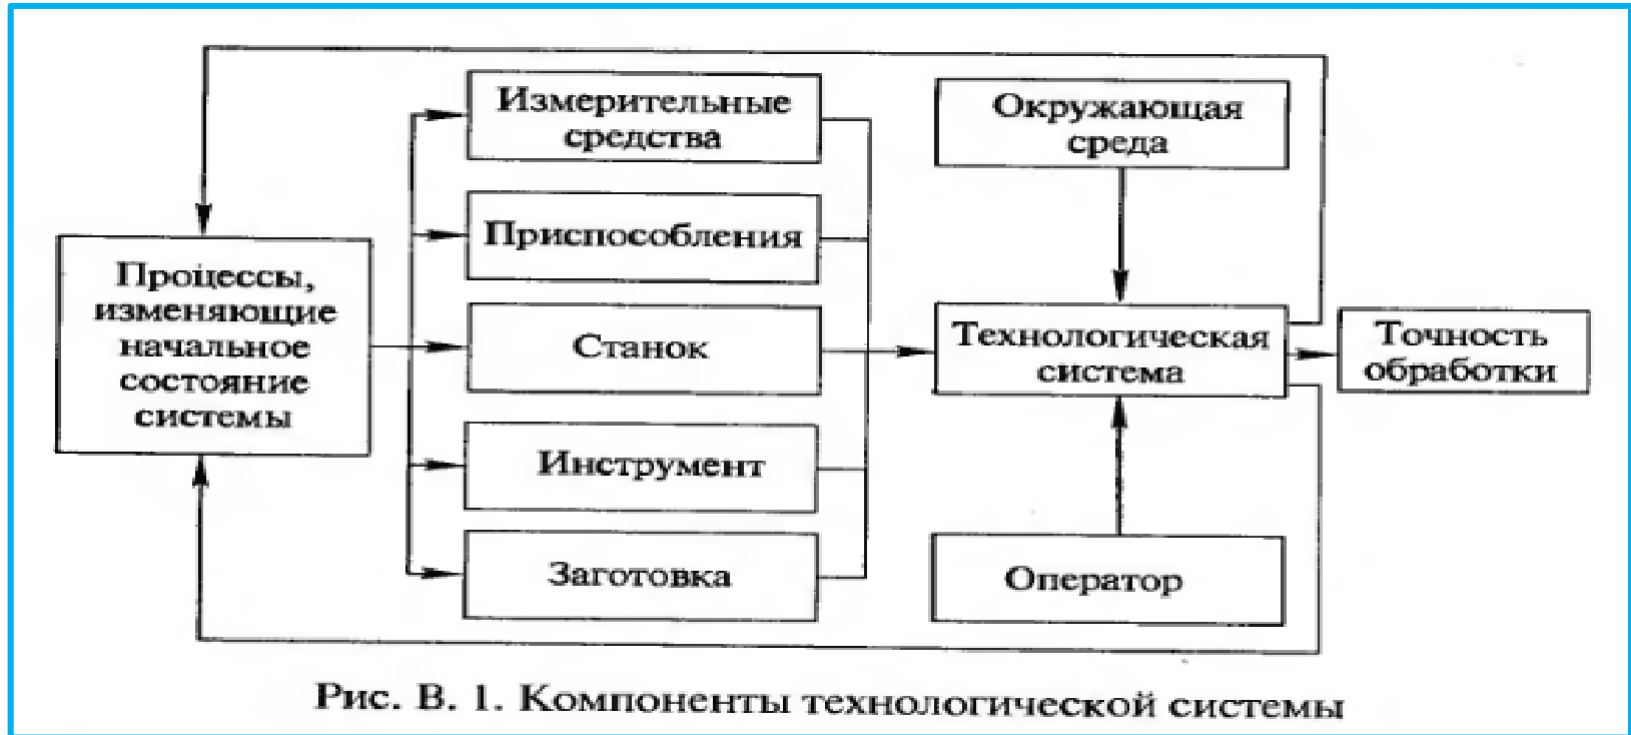 Измерительные
средства
Окружающая
среда
Приспособления
Процессы,
изменяющие
начальное
состояние
системы
Станок
Технологическая
система
Точность
обработки
Инструмент
Заготовка
Оператор
Рис. В. 1. Компоненты технологической системы